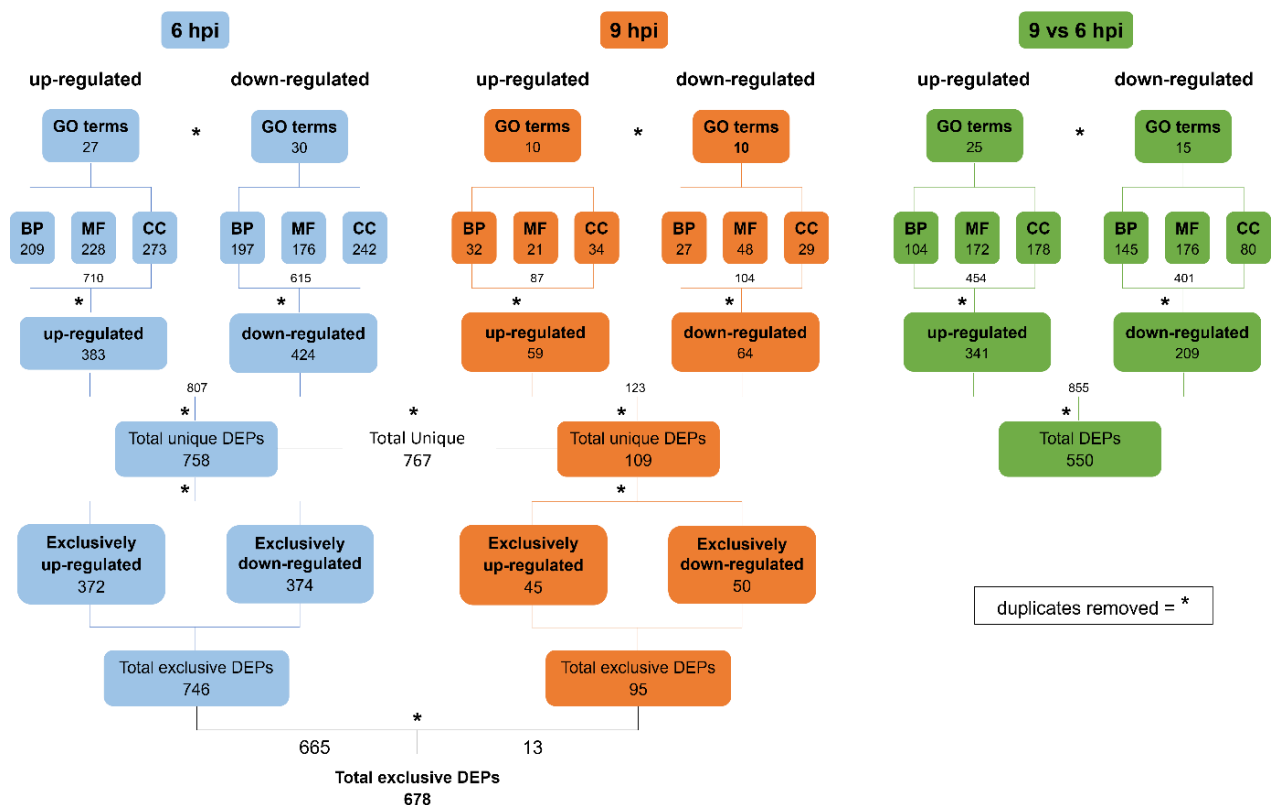 6 hpi
9 hpi
9 vs 6 hpi
up-regulated
down-regulated
up-regulated
down-regulated
up-regulated
down-regulated
GO terms
27
*
GO terms
30
GO terms
10
*
GO terms
10
GO terms
25
*
GO terms
15
BP
209
MF
228
CC
273
BP
197
MF
176
CC
242
BP
32
MF
21
CC
34
BP
27
MF
48
CC
29
BP
104
MF
172
CC
178
BP
145
MF
176
CC
80
710
615
87
104
454
401
*
*
*
*
*
*
up-regulated
383
down-regulated
424
up-regulated
59
down-regulated
64
up-regulated
341
down-regulated
209
807
123
855
*
*
*
*
Total unique DEPs
758
Total Unique
767
Total unique DEPs
109
Total DEPs
550
*
*
Exclusively
up-regulated
372
Exclusively
down-regulated
374
Exclusively
up-regulated
45
Exclusively
down-regulated
50
duplicates removed = *
Total exclusive DEPs
746
Total exclusive DEPs
95
*
665
13
Total exclusive DEPs
678